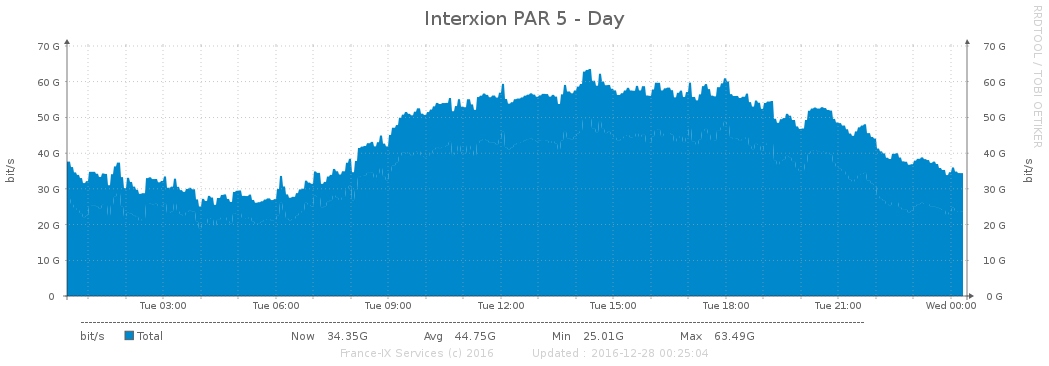 Interxion PAR 5 - Day
RRDTOOL / TOBI OETIKER
bit/s
70 G 70 G
60 G 60 G
50 G 50 G
40 G 40 G
30 G 30 G
20 G 20 G
10 G 10 G
0 0 G
bit/s
Tue 03:00 Tue 06:00 Tue 09:00 Tue 12:00 Tue 15:00 Tue 18:00 Tue 21:00 Wed 00:00
bit/s Total Now 34.35G Avg 44.75G Min 25.01G Max 63.49G
France-IX Services (c) 2016 Updated : 2016-12-28 00:25:04